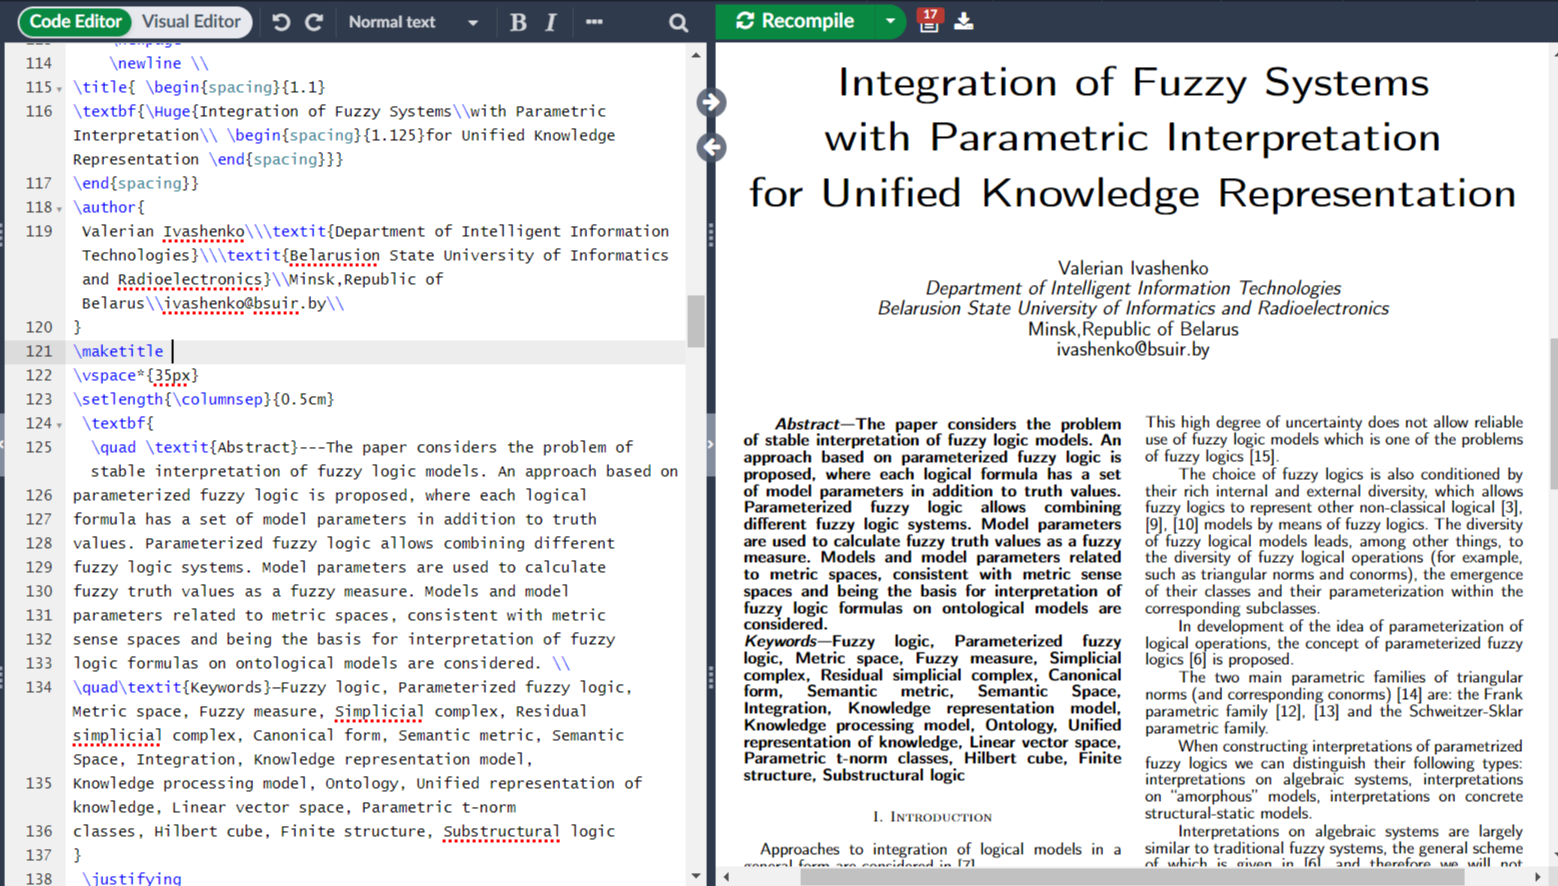 Code Editor Visual Editor Normal text B I ...
114 \newline \\
115 \title{ \begin{spacing}{1.1}
116 \textbf{\Huge{Integration of Fuzzy Systems\\with Parametric
Interpretation\\ \begin{spacing}{1.125}for Unified Knowledge
Representation \end{spacing}}}
117 \end{spacing}}
118 \author{
119 Valerian Ivashenko\\\textit{Department of Intelligent Information
Technologies}\\\textit{Belarusion State University of Informatics
and Radioelectronics}\\Minsk,Republic of
Belarus\\ivashenko@bsuir.by\\
120 }
121 \maketitle
122 \vspace*{35px}
123 \setlength{\columnsep}{0.5cm}
124 \textbf{
125 \quad \textit{Abstract}---The paper considers the problem of
stable interpretation of fuzzy logic models. An approach based on
126 parameterized fuzzy logic is proposed, where each logical
127 formula has a set of model parameters in addition to truth
128 values. Parameterized fuzzy logic allows combining different
129 fuzzy logic systems. Model parameters are used to calculate
130 fuzzy truth values as a fuzzy measure. Models and model
131 parameters related to metric spaces, consistent with metric
132 sense spaces and being the basis for interpretation of fuzzy
133 logic formulas on ontological models are considered. \\
134 \quad\textit{Keywords}—Fuzzy logic, Parameterized fuzzy logic,
Metric space, Fuzzy measure, Simplicial complex, Residual
simplicial complex, Canonical form, Semantic metric, Semantic
Space, Integration, Knowledge representation model,
135 Knowledge processing model, Ontology, Unified representation of
knowledge, Linear vector space, Parametric t-norm
136 classes, Hilbert cube, Finite structure, Substructural logic
137 }
138 \justifying
Recompile 17
Integration of Fuzzy Systems
with Parametric Interpretation
for Unified Knowledge Representation
Valerian Ivashenko
Department of Intelligent Information Technologies
Belarusion State University of Informatics and Radioelectronics
Minsk,Republic of Belarus
ivashenko@bsuir.by
Abstract—The paper considers the problem
of stable interpretation of fuzzy logic models. An
approach based on parameterized fuzzy logic is
proposed, where each logical formula has a set
of model parameters in addition to truth values.
Parameterized fuzzy logic allows combining
different fuzzy logic systems. Model parameters
are used to calculate fuzzy truth values as a fuzzy
measure. Models and model parameters related
to metric spaces, consistent with metric sense
spaces and being the basis for interpretation of
fuzzy logic formulas on ontological models are
considered.
Keywords—Fuzzy logic, Parameterized fuzzy
logic, Metric space, Fuzzy measure, Simplicial
complex, Residual simplicial complex, Canonical
form, Semantic metric, Semantic Space,
Integration, Knowledge representation model,
Knowledge processing model, Ontology, Unified
representation of knowledge, Linear vector space,
Parametric t-norm classes, Hilbert cube, Finite
structure, Substructural logic
I. Introduction
Approaches to integration of logical models in a
general form are considered in [7]
This high degree of uncertainty does not allow reliable
use of fuzzy logic models which is one of the problems
of fuzzy logics [15].
The choice of fuzzy logics is also conditioned by
their rich internal and external diversity, which allows
fuzzy logics to represent other non-classical logical [3],
[9], [10] models by means of fuzzy logics. The diversity
of fuzzy logical models leads, among other things, to
the diversity of fuzzy logical operations (for example,
such as triangular norms and conorms), the emergence
of their classes and their parameterization within the
corresponding subclasses.
In development of the idea of parameterization of
logical operations, the concept of parameterized fuzzy
logics [6] is proposed.
The two main parametric families of triangular
norms (and corresponding conorms) [14] are: the Frank
parametric family [12], [13] and the Schweitzer-Sklar
parametric family.
When constructing interpretations of parametrized
fuzzy logics we can distinguish their following types:
interpretations on algebraic systems, interpretations
on “amorphous” models, interpretations on concrete
structural-static models.
Interpretations on algebraic systems are largely
similar to traditional fuzzy systems, the general scheme
of which is given in [6], and therefore we will not